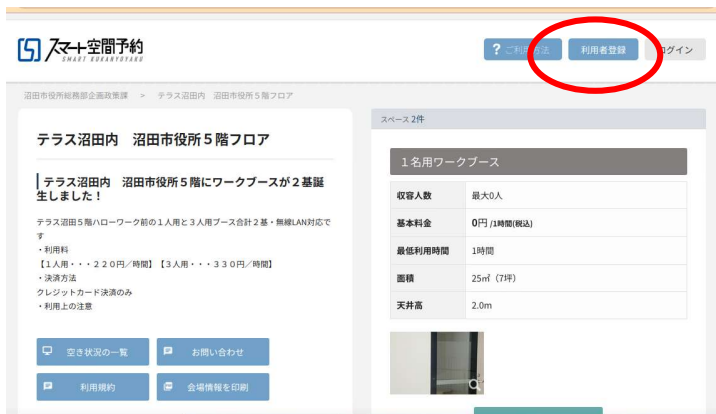 スマート空間予約
SMART KUKANYOYAKU
? ご利用方法
利用者登録
ログイン
沼田市役所総務部企画政策課 > テラス沼田内 沼田市役所5階フロア
テラス沼田内 沼田市役所５階フロア
テラス沼田内 沼田市役所５階にワークブースが２基誕
生しました！
テラス沼田５階ハローワーク前の１人用と３人用ブース合計２基・無線LAN対応で
す
・利用料
【１人用・・・２２０円／時間】【３人用・・・３３０円／時間】
・決済方法
クレジットカード決済のみ
・利用上の注意
空き状況の一覧
お問い合わせ
利用規約
会場情報を印刷
スペース 2件
１名用ワークブース
収容人数 最大0人
基本料金 0円 /1時間(税込)
最低利用時間 1時間
面積 25㎡（7坪）
天井高 2.0m